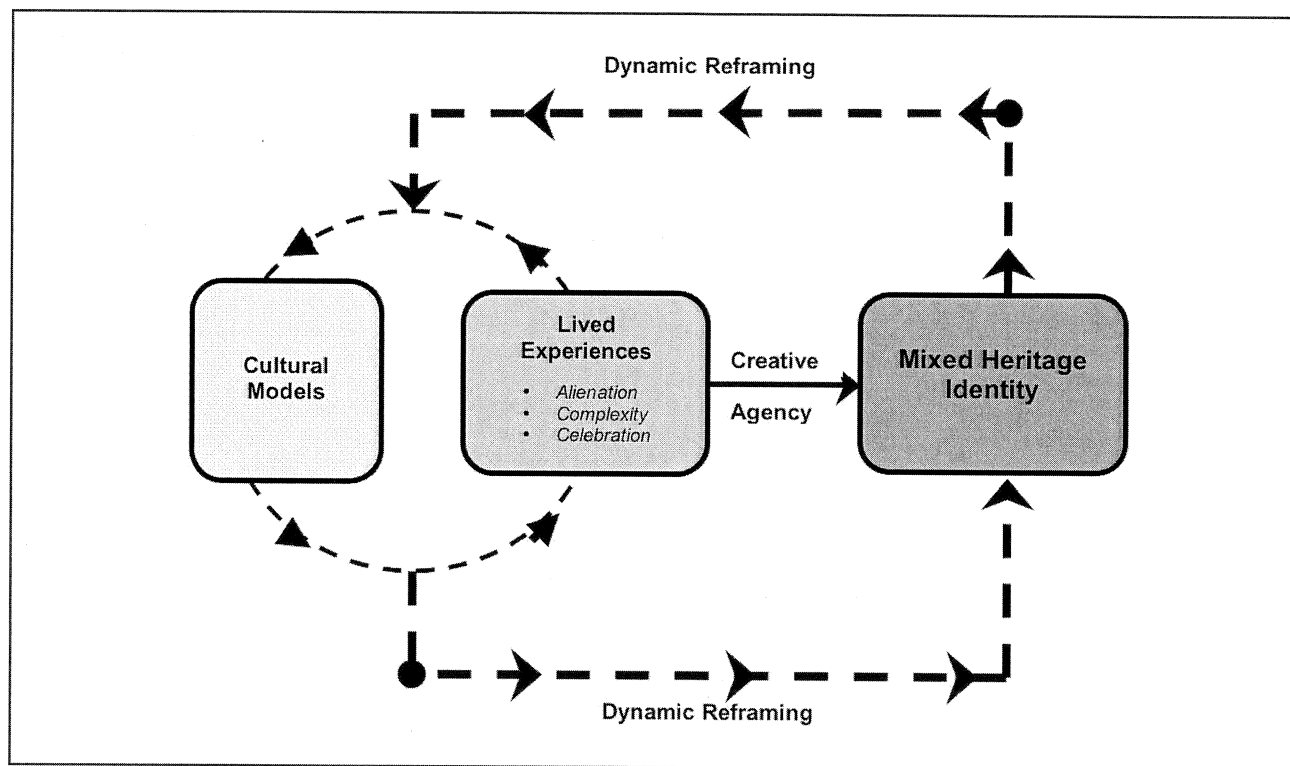 Dynamic Reframing
Cultural
Models
Lived
Experiences
• Alienation
• Complexity
• Celebration
Creative
Agency
Mixed Heritage
Identity
Dynamic Reframing